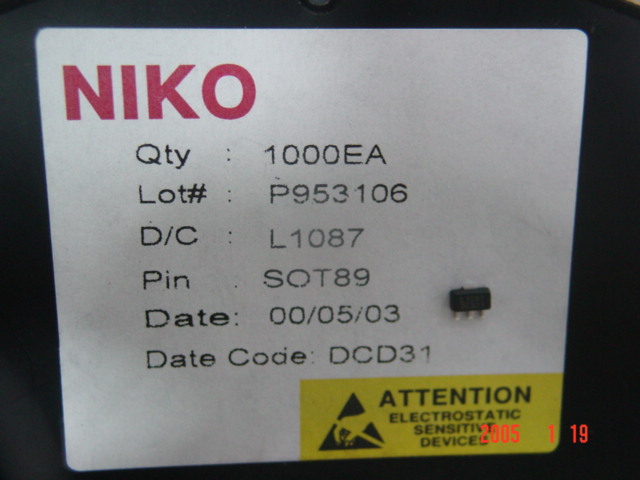 NIKO
Qty : 1000EA
Lot# : P953106
D/C : L1087
Pin : SOT89
Date: 00/05/03
Date Code: DCD31
ATTENTION
ELECTROSTATIC
SENSITIVE
DEVICES
2005 1 19